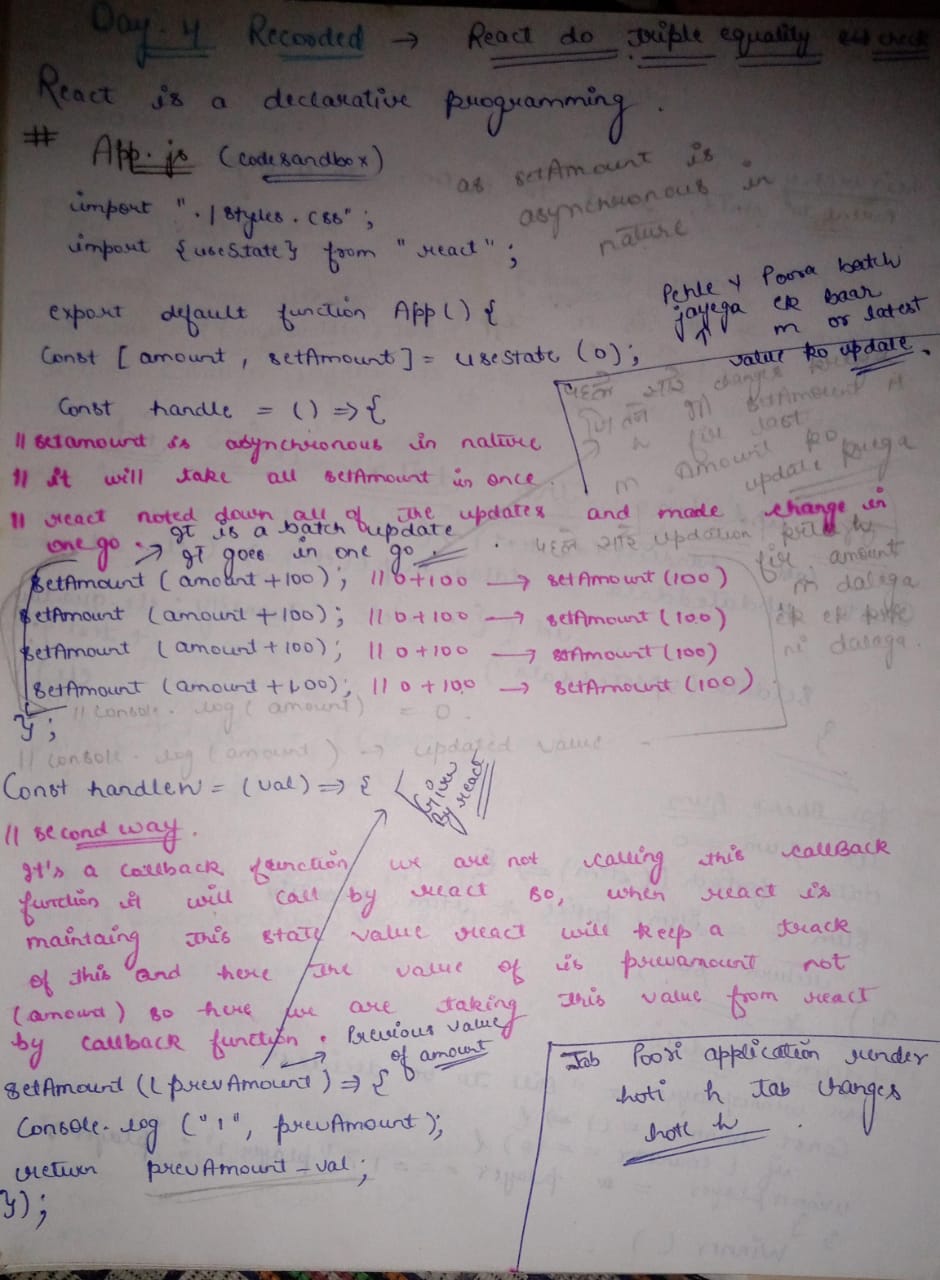 Day. 4 Recorded → React do triple equality check
React is a declarative programming.
# App.js (codesandbox)
as setAmount is
asynchronous in
nature
import "./styles.css";
import {useState} from "react";
Pehle Poora batch
jayega ek baar
m or latest
value ko update.
export default function App() {
Const [amount, setAmount] = useState (0);
पहले सारे changes
जितने भी setAmount म
h fir last
m Amount ko
update karega
Const handle = () => {
// setamount is asynchronous in nature
// it will take all setAmount in once.
// react noted down all of the updates and made change in
one go. → It is a batch update
It goes in one go.
पहले सारे updation
fir amount
m dalega
ek ek krke
ni dalega.
setAmount (amount+100); // 0+100 → setAmount (100)
setAmount (amount+100); // 0+100 → setAmount (100)
setAmount (amount+100); // 0+100 → setAmount (100)
setAmount (amount+100); // 0+100 → setAmount (100)
// Console.log(amount) = 0.
};
// Console.log(amount) → updated value
Const handleW = (val) => {
Given
By
react
// second way.
It's a callback function we are not calling this callBack
function it will call by react so, when react is
maintaing this state value react will keep a track
of this and here the value of is prevamount not
(amount) so here we are taking this value from react
by callback function.
→ Previous value
of amount
setAmount ((prevAmount) => {
Console.log ("1", prevAmount);
return prevAmount-val;
});
Jab Poori application render
hoti h tab changes
hote h